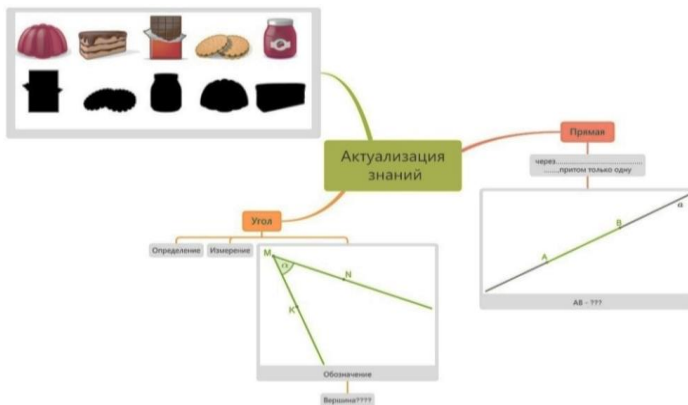 Актуализация
знаний
Прямая
через..............................
.......притом только одну
a
B
A
AB - ???
Угол
Определение
Измерение
M
α
N
K
Обозначение
Вершина????